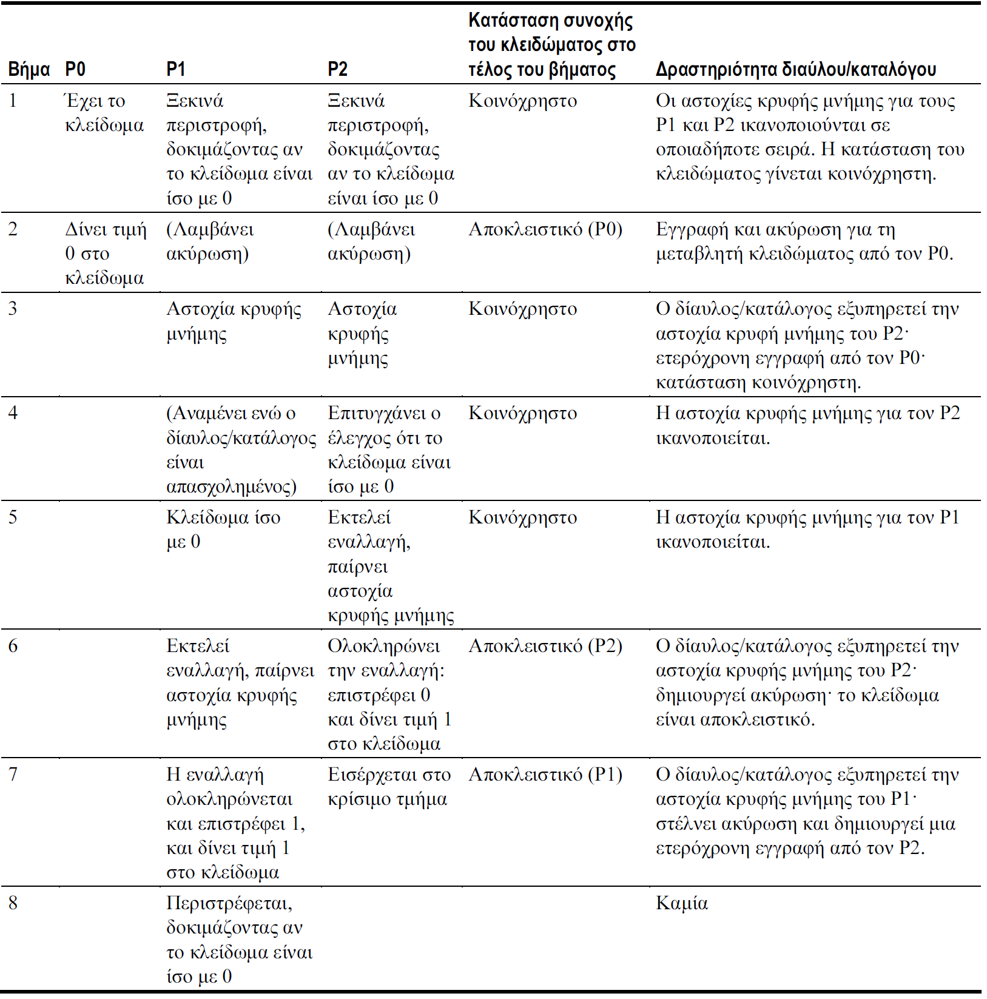 Βήμα P0 P1 P2 Κατάσταση συνοχής του κλειδώματος στο τέλος του βήματος Δραστηριότητα διαύλου/καταλόγου
1
Έχει το
κλείδωμα
Ξεκινά
περιστροφή,
δοκιμάζοντας αν
το κλείδωμα είναι
ίσο με 0
Ξεκινά
περιστροφή,
δοκιμάζοντας
αν το κλείδωμα
είναι ίσο με 0
Κοινόχρηστο
Οι αστοχίες κρυφής μνήμης για τους
P1 και P2 ικανοποιούνται σε
οποιαδήποτε σειρά. Η κατάσταση του
κλειδώματος γίνεται κοινόχρηστη.
2
Δίνει τιμή
0 στο
κλείδωμα
(Λαμβάνει
ακύρωση)
(Λαμβάνει
ακύρωση)
Αποκλειστικό (P0)
Εγγραφή και ακύρωση για τη
μεταβλητή κλειδώματος από τον P0.
3
Αστοχία κρυφής
μνήμης
Αστοχία
κρυφής
μνήμης
Κοινόχρηστο
Ο δίαυλος/κατάλογος εξυπηρετεί την
αστοχία κρυφή μνήμης του P2·
ετερόχρονη εγγραφή από τον P0·
κατάσταση κοινόχρηστη.
4
(Αναμένει ενώ ο
δίαυλος/κατάλογος
είναι
απασχολημένος)
Επιτυγχάνει ο
έλεγχος ότι το
κλείδωμα είναι
ίσο με 0
Κοινόχρηστο
Η αστοχία κρυφής μνήμης για τον P2
ικανοποιείται.
5
Κλείδωμα ίσο
με 0
Εκτελεί
εναλλαγή,
παίρνει
αστοχία
κρυφής μνήμης
Κοινόχρηστο
Η αστοχία κρυφής μνήμης για τον P1
ικανοποιείται.
6
Εκτελεί
εναλλαγή, παίρνει
αστοχία κρυφής
μνήμης
Ολοκληρώνει
την εναλλαγή:
επιστρέφει 0
και δίνει τιμή 1
στο κλείδωμα
Αποκλειστικό (P2)
Ο δίαυλος/κατάλογος εξυπηρετεί την
αστοχία κρυφής μνήμης του P2·
δημιουργεί ακύρωση· το κλείδωμα
είναι αποκλειστικό.
7
Η εναλλαγή
ολοκληρώνεται
και επιστρέφει 1,
και δίνει τιμή 1
στο κλείδωμα
Εισέρχεται στο
κρίσιμο τμήμα
Αποκλειστικό (P1)
Ο δίαυλος/κατάλογος εξυπηρετεί την
αστοχία κρυφής μνήμης του P1·
στέλνει ακύρωση και δημιουργεί μια
ετερόχρονη εγγραφή από τον P2.
8
Περιστρέφεται,
δοκιμάζοντας αν
το κλείδωμα είναι
ίσο με 0
Καμία